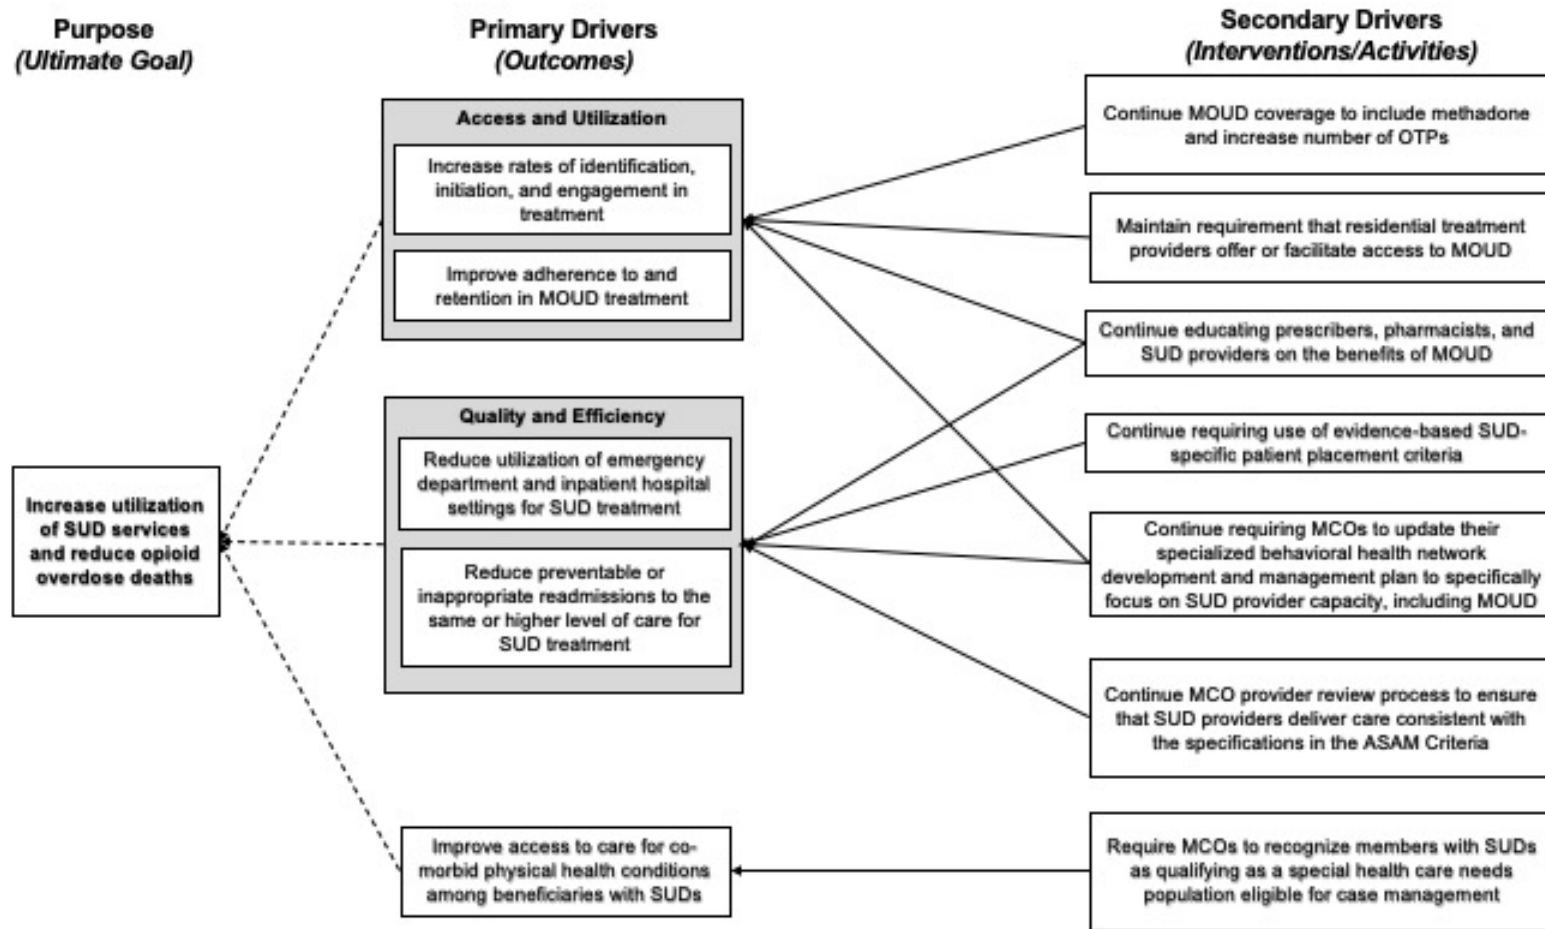 Purpose
(Ultimate Goal)
Primary Drivers
(Outcomes)
Secondary Drivers
(Interventions/Activities)
Increase utilization
of SUD services
and reduce opioid
overdose deaths
Access and Utilization
Increase rates of identification,
initiation, and engagement in
treatment
Improve adherence to and
retention in MOUD treatment
Quality and Efficiency
Reduce utilization of emergency
department and inpatient hospital
settings for SUD treatment
Reduce preventable or
inappropriate readmissions to the
same or higher level of care for
SUD treatment
Improve access to care for co-
morbid physical health conditions
among beneficiaries with SUDs
Continue MOUD coverage to include methadone
and increase number of OTPs
Maintain requirement that residential treatment
providers offer or facilitate access to MOUD
Continue educating prescribers, pharmacists, and
SUD providers on the benefits of MOUD
Continue requiring use of evidence-based SUD-
specific patient placement criteria
Continue requiring MCOs to update their
specialized behavioral health network
development and management plan to specifically
focus on SUD provider capacity, including MOUD
Continue MCO provider review process to ensure
that SUD providers deliver care consistent with
the specifications in the ASAM Criteria
Require MCOs to recognize members with SUDs
as qualifying as a special health care needs
population eligible for case management